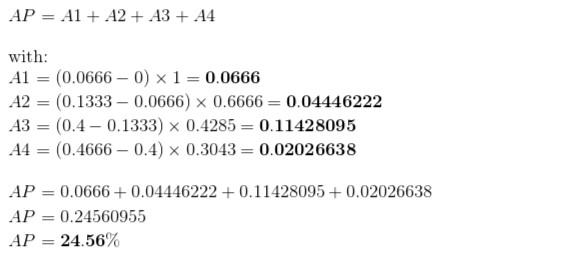 AP = A1 + A2 + A3 + A4
with:
A1 = (0.0666 − 0) × 1 = 0.0666
A2 = (0.1333 − 0.0666) × 0.6666 = 0.04446222
A3 = (0.4 − 0.1333) × 0.4285 = 0.11428095
A4 = (0.4666 − 0.4) × 0.3043 = 0.02026638
AP = 0.0666 + 0.04446222 + 0.11428095 + 0.02026638
AP = 0.24560955
AP = 24.56%